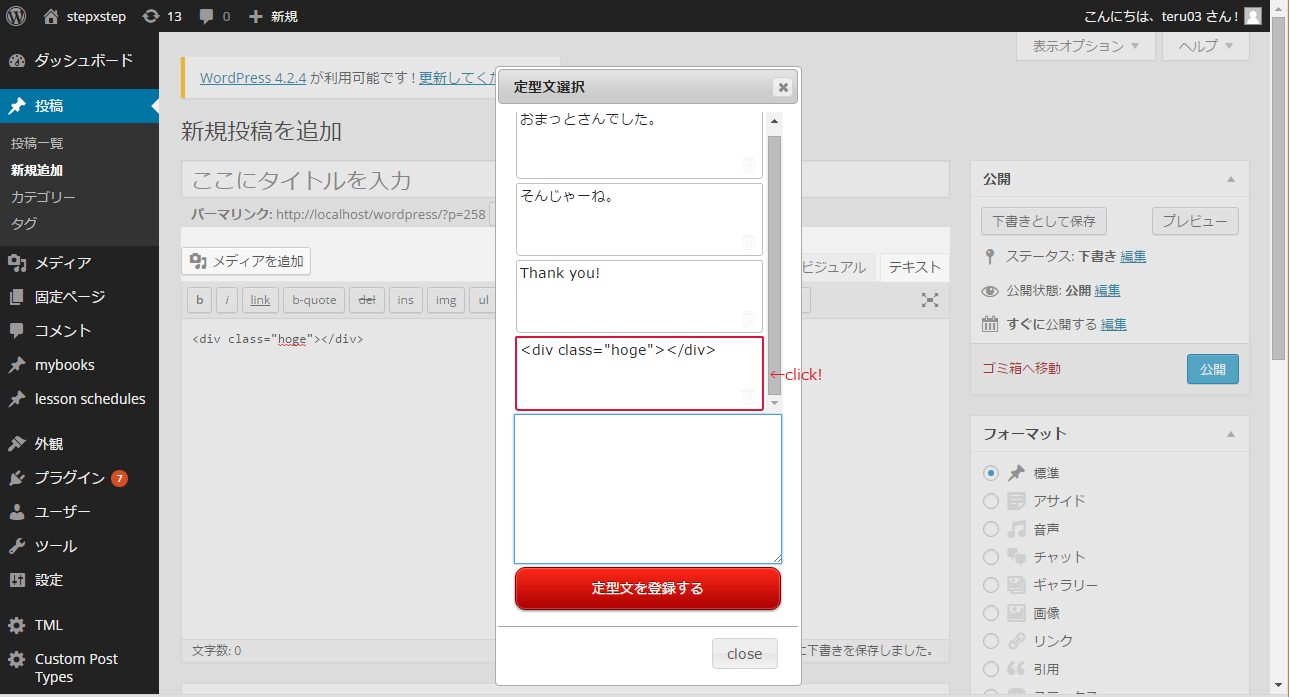 stepxstep 13 0 新規 こんにちは、teru03 さん!
ダッシュボード
投稿
投稿一覧
新規追加
カテゴリー
タグ
メディア
固定ページ
コメント
mybooks
lesson schedules
外観
プラグイン 7
ユーザー
ツール
設定
TML
Custom Post
Types
表示オプション ヘルプ
WordPress 4.2.4 が利用可能です ! 更新してくだ
新規投稿を追加
ここにタイトルを入力
パーマリンク: http://localhost/wordpress/?p=258
メディアを追加
ビジュアル テキスト
b i link b-quote del ins img ul
<div class="hoge"></div>
文字数: 0
に下書きを保存しました。
定型文選択
おまっとさんでした。
そんじゃーね。
Thank you!
<div class="hoge"></div>
←click!
定型文を登録する
close
公開
下書きとして保存 プレビュー
ステータス: 下書き 編集
公開状態: 公開 編集
すぐに公開する 編集
ゴミ箱へ移動 公開
フォーマット
標準
アサイド
音声
チャット
ギャラリー
画像
リンク
引用